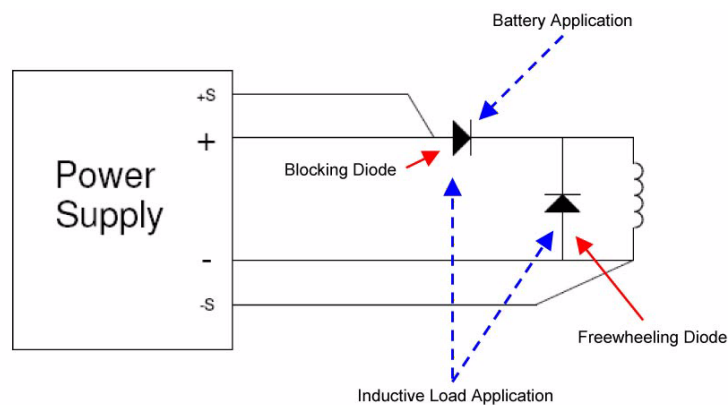 Battery Application
+S
+
Blocking Diode
Power
Supply
-
-S
Freewheeling Diode
Inductive Load Application